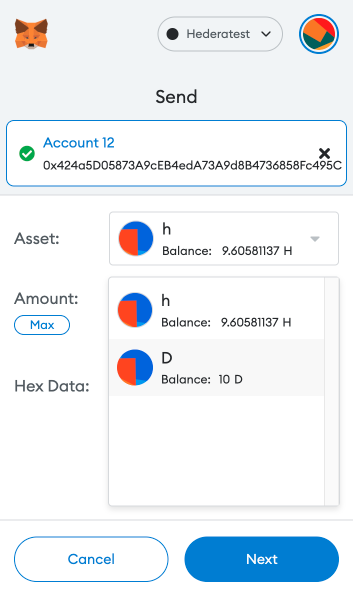 Hederatest
Send
Account 12
0x424a5D05873A9cEB4edA73A9d8B4736858Fc495C
Asset:
h
Balance: 9.60581137 H
Amount:
Max
h
Balance: 9.60581137 H
D
Balance: 10 D
Hex Data:
Cancel
Next